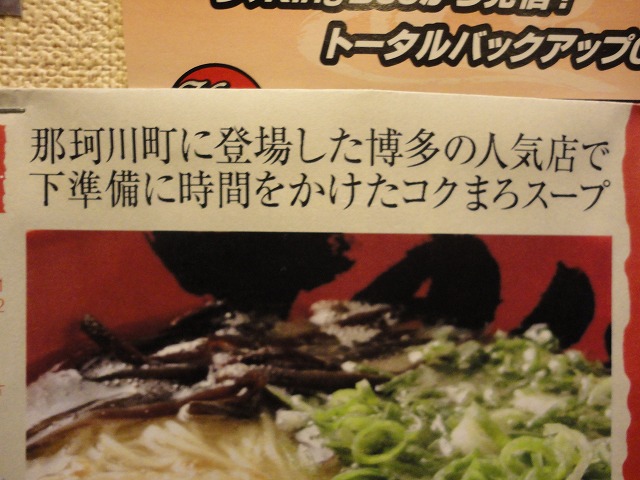 トータルバックアップ
那珂川町に登場した博多の人気店で
下準備に時間をかけたコクまろスープ